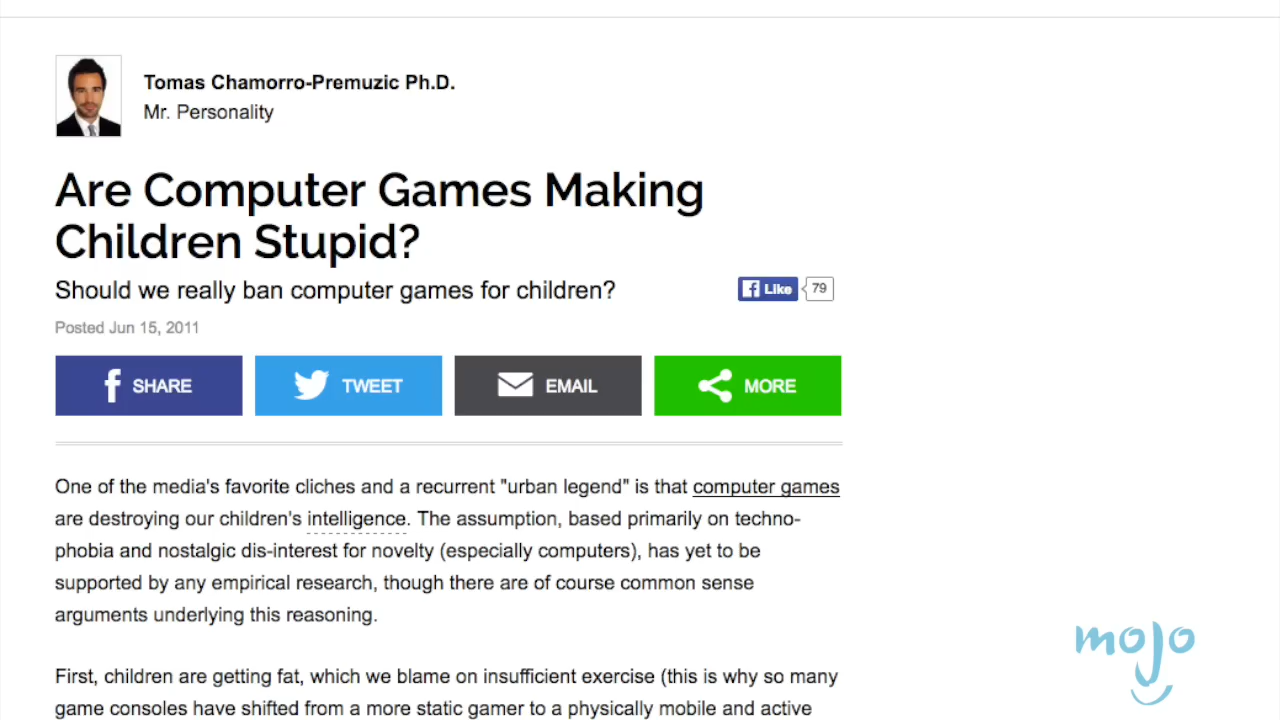 Tomas Chamorro-Premuzic Ph.D.
Mr. Personality
Are Computer Games Making
Children Stupid?
Should we really ban computer games for children?
Like 79
Posted Jun 15, 2011
SHARE TWEET EMAIL MORE
One of the media's favorite cliches and a recurrent "urban legend" is that computer games
are destroying our children's intelligence. The assumption, based primarily on techno-
phobia and nostalgic dis-interest for novelty (especially computers), has yet to be
supported by any empirical research, though there are of course common sense
arguments underlying this reasoning.
First, children are getting fat, which we blame on insufficient exercise (this is why so many
game consoles have shifted from a more static gamer to a physically mobile and active
mojo